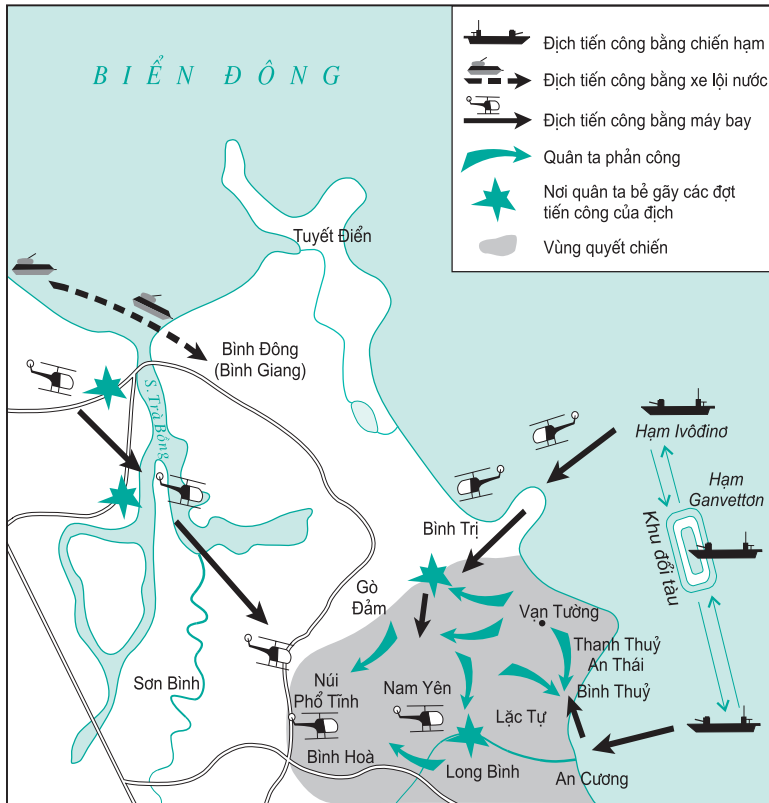 BIỂN ĐÔNG
Địch tiến công bằng chiến hạm
Địch tiến công bằng xe lội nước
Địch tiến công bằng máy bay
Quân ta phản công
Nơi quân ta bẻ gãy các đợt
tiến công của địch
Vùng quyết chiến
Tuyết Điển
Bình Đông
(Bình Giang)
S. Trà Bồng
Hạm Ivôđinơ
Hạm
Ganvettơn
Khu đổi tàu
Bình Trị
Gò
Đảm
Vạn Tường
Thanh Thuỷ
An Thái
Bình Thuỷ
Sơn Bình
Núi
Phổ Tĩnh
Nam Yên
Lặc Tự
Bình Hoà
Long Bình
An Cương